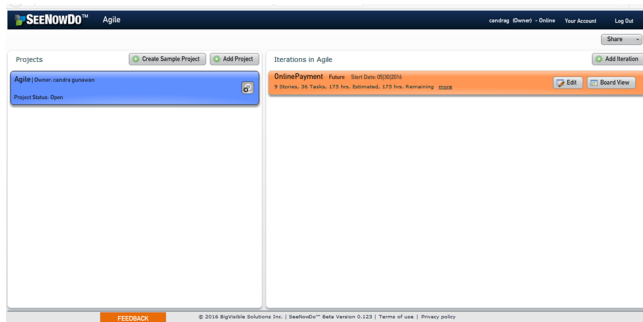 SEENOWDO™ Agile candrag (Owner) - Online Your Account Log Out
Share
Projects Create Sample Project Add Project Iterations in Agile Add Iteration
Agile | Owner: candra gunawan
Project Status: Open
OnlinePayment Future Start Date: 05/30/2016
9 Stories, 36 Tasks, 175 hrs. Estimated, 175 hrs. Remaining more
Edit Board View
FEEDBACK © 2016 BigVisible Solutions Inc. | SeeNowDo™ Beta Version 0.123 | Terms of use | Privacy policy